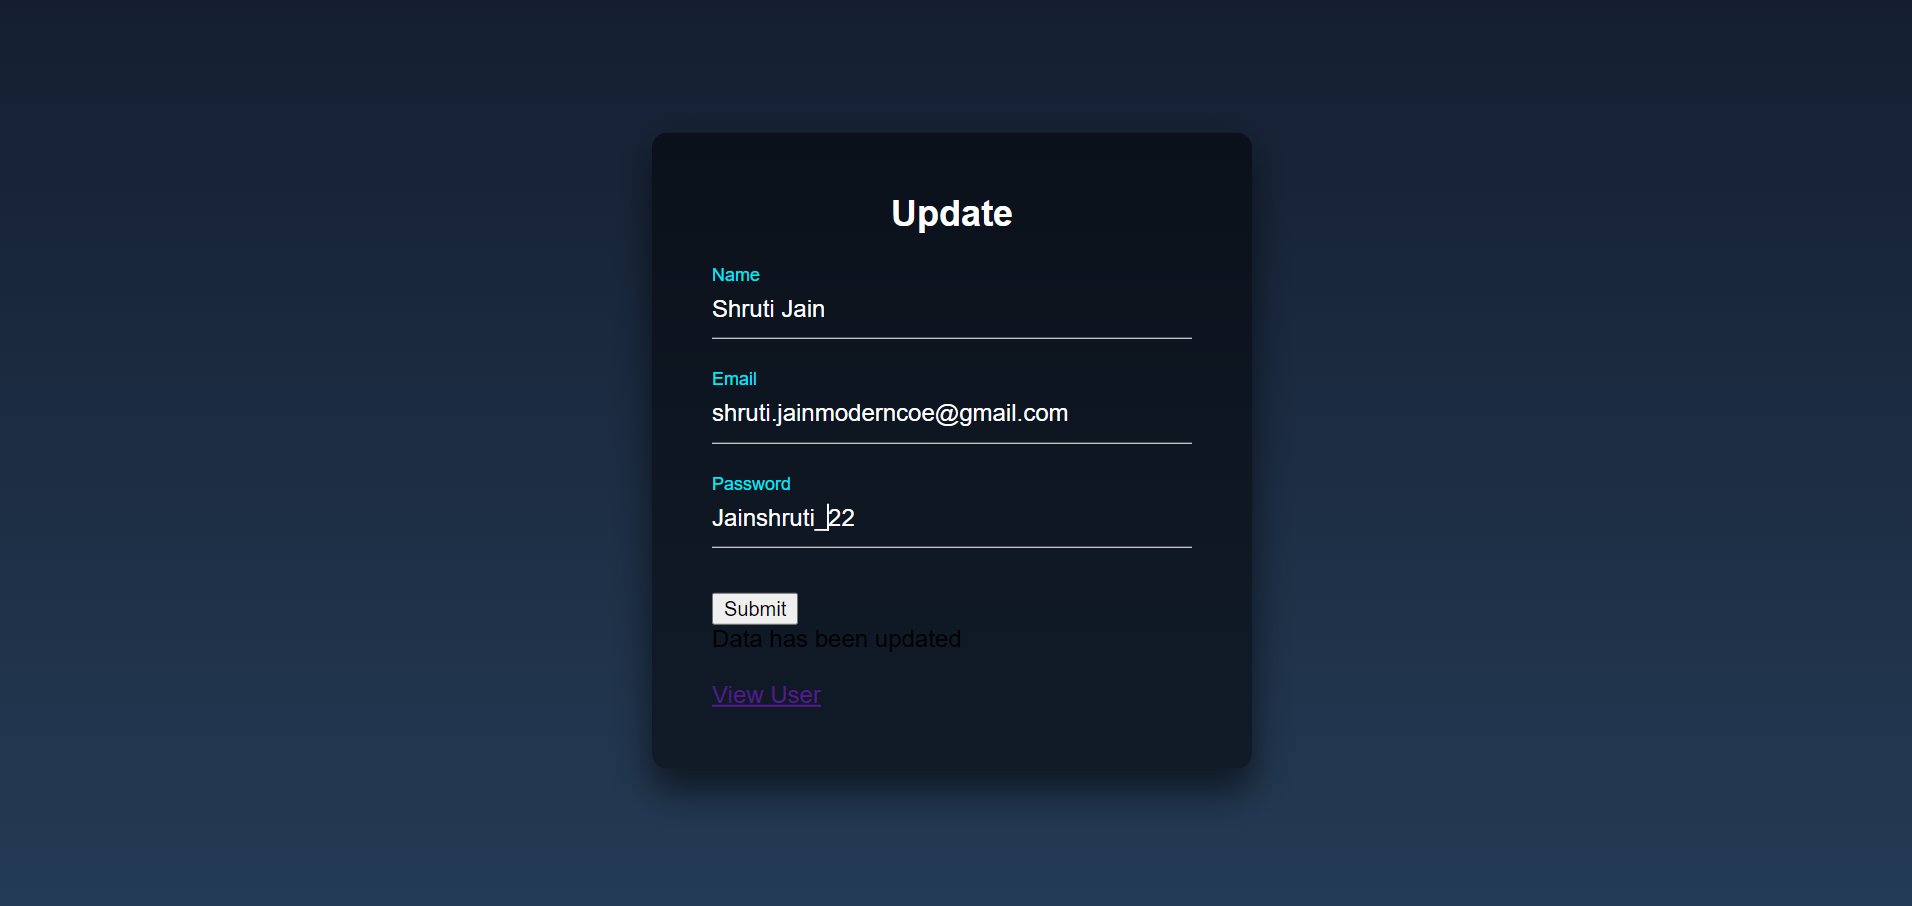 Update
Name
Shruti Jain
Email
shruti.jainmoderncoe@gmail.com
Password
Jainshruti_22
Submit
Data has been updated
View User